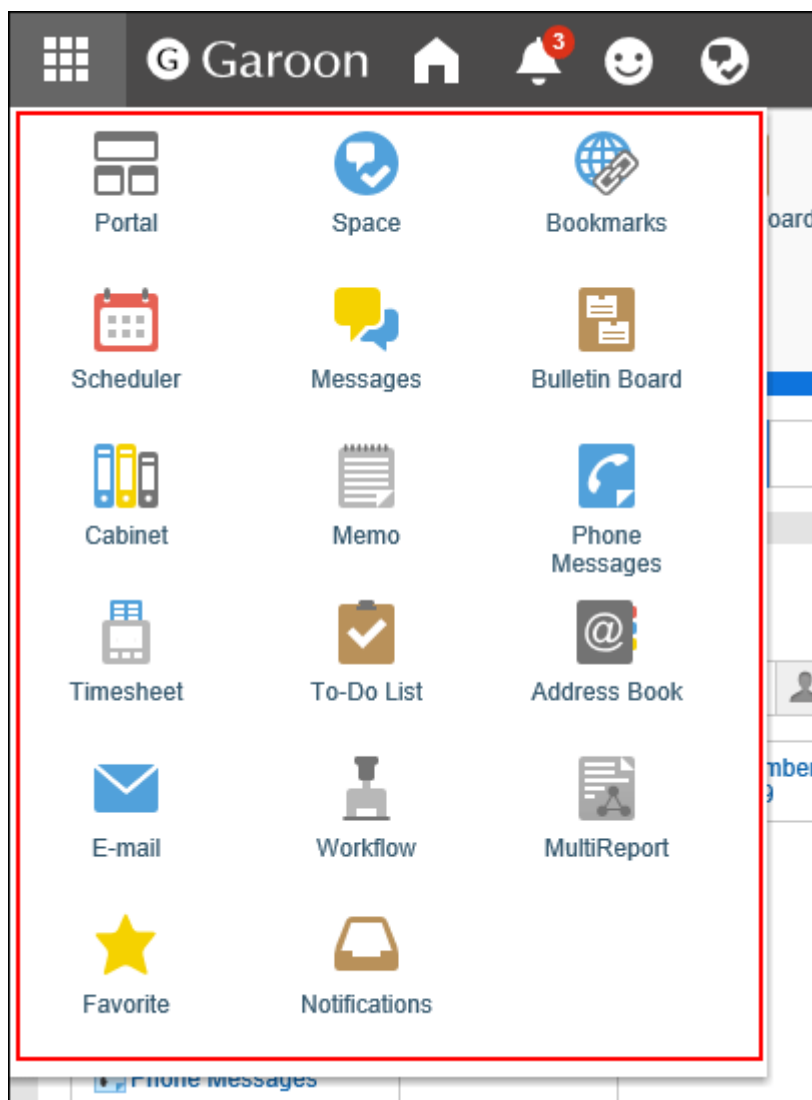 G Garoon 3
Portal Space Bookmarks
Scheduler Messages Bulletin Board
Cabinet Memo Phone
Messages
Timesheet To-Do List Address Book
E-mail Workflow MultiReport
Favorite Notifications
Phone Messages